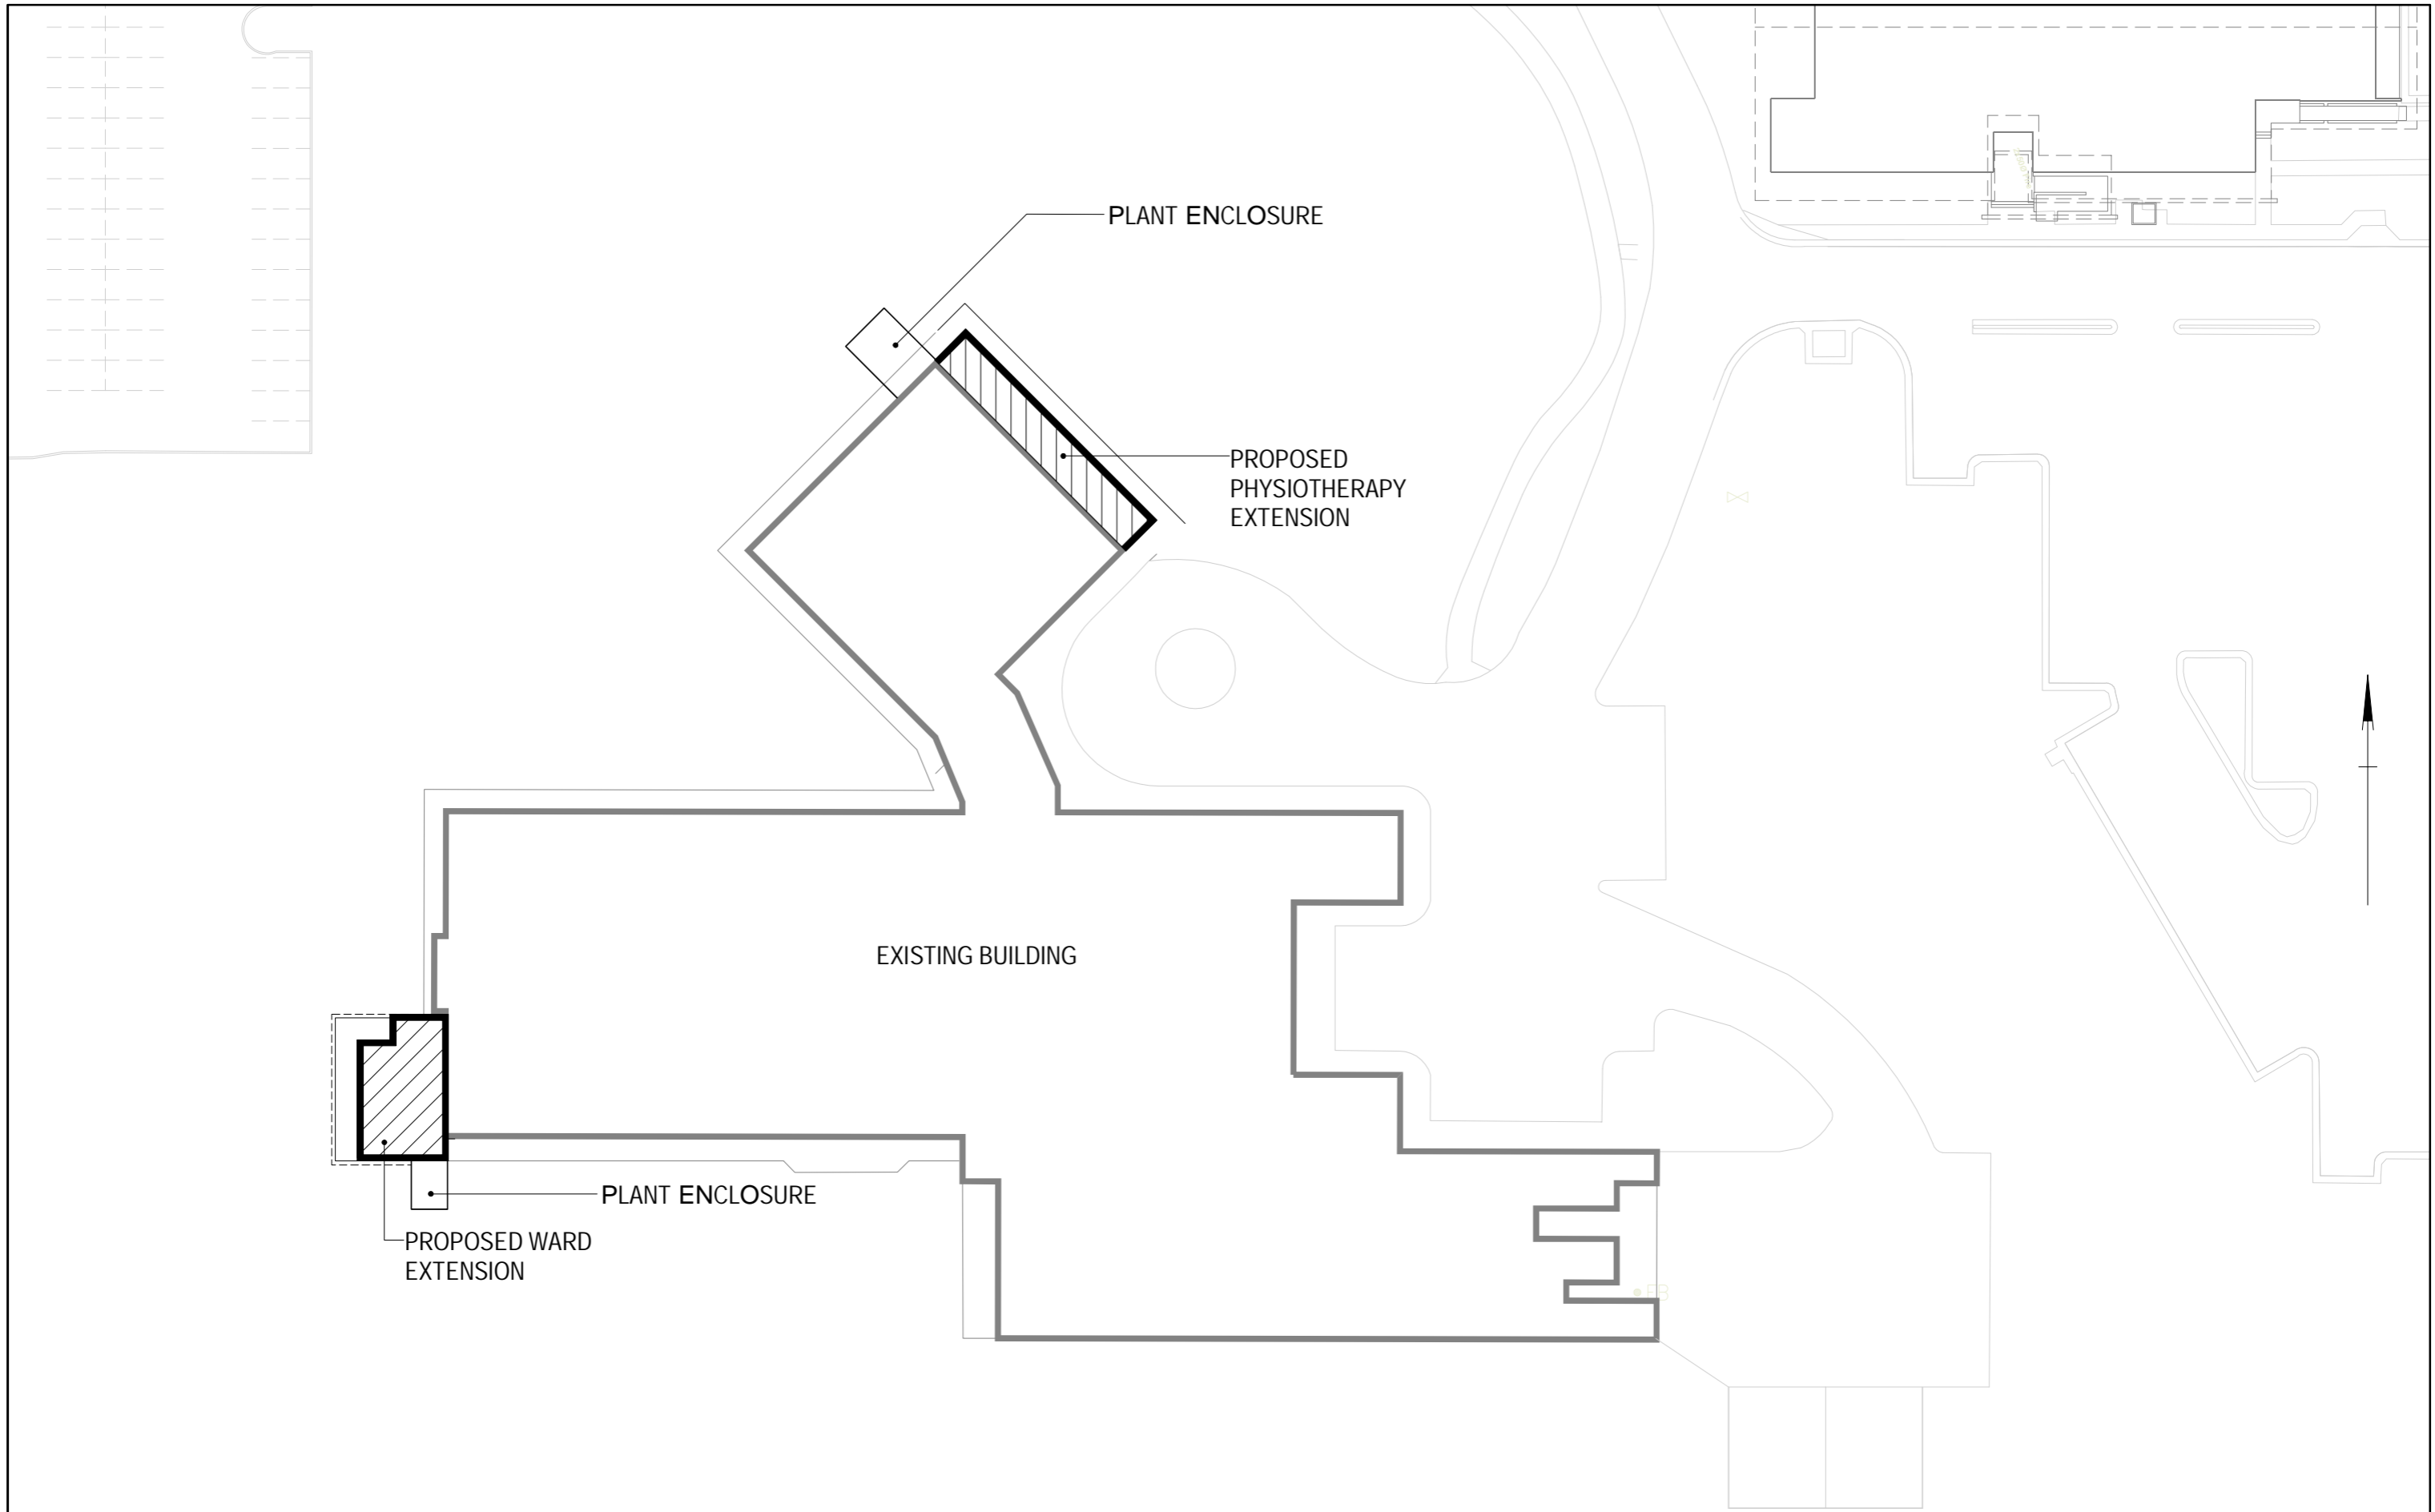 PLANT ENCLOSURE
PROPOSED
PHYSIOTHERAPY
EXTENSION
EXISTING BUILDING
PLANT ENCLOSURE
PROPOSED WARD
EXTENSION